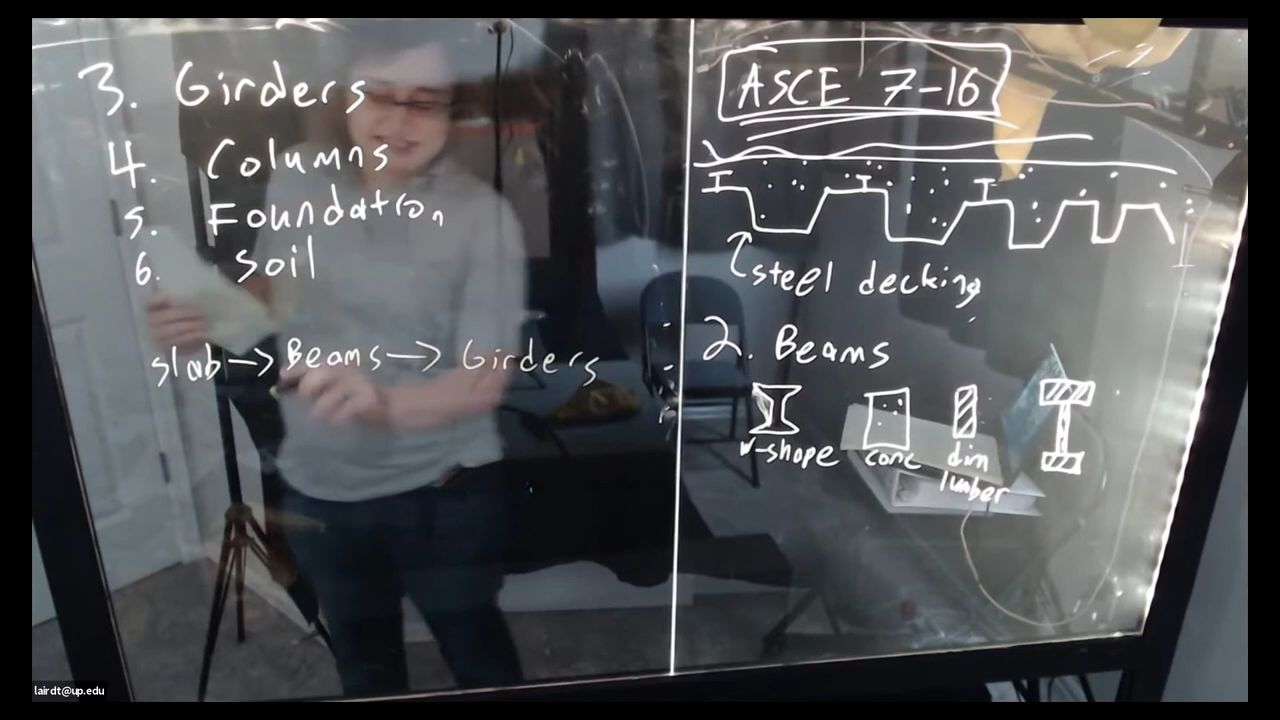 3. Girders
4. Columns
5. Foundation
6. Soil
slab → Beams → Girders
ASCE 7-16
steel decking
2. Beams
W-shape
conc
dim
lumber
lairdt@up.edu